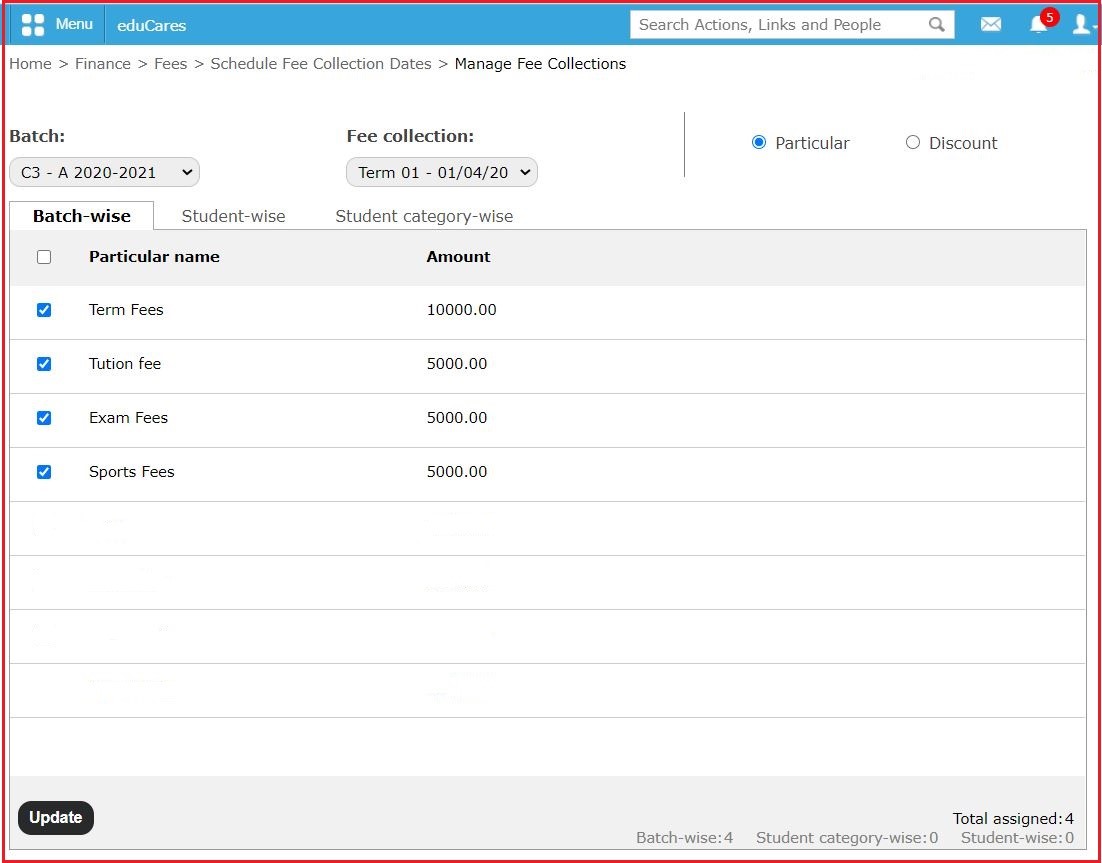 Menu eduCares Search Actions, Links and People 5
Home > Finance > Fees > Schedule Fee Collection Dates > Manage Fee Collections
Batch: Fee collection:
Particular Discount
C3 - A 2020-2021 Term 01 - 01/04/20
Batch-wise Student-wise Student category-wise
Particular name Amount
Term Fees 10000.00
Tution fee 5000.00
Exam Fees 5000.00
Sports Fees 5000.00
Update
Total assigned:4
Batch-wise:4 Student category-wise:0 Student-wise:0